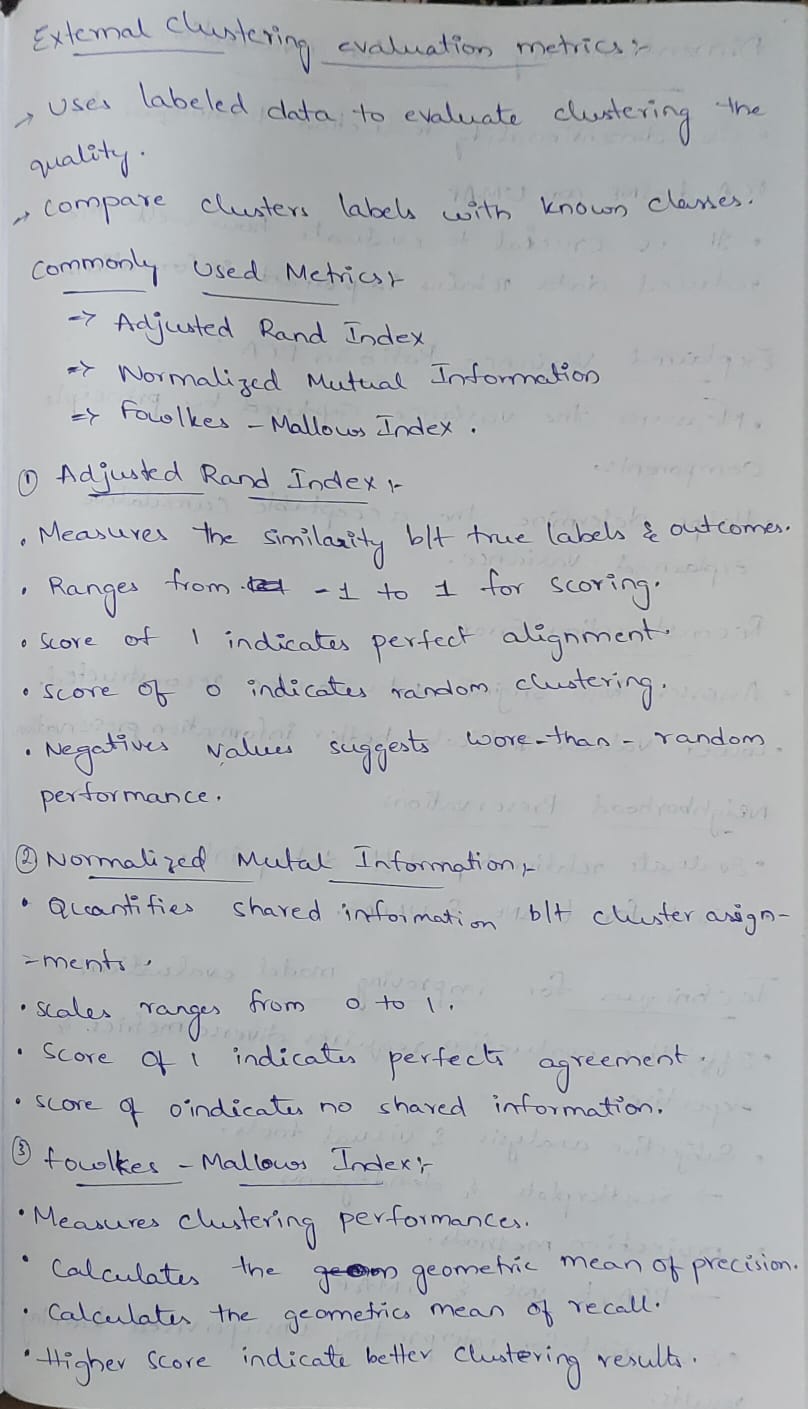 External clustering evaluation metrics :-
→ Uses labeled data to evaluate clustering the
quality.
→ Compare clusters labels with known classes.
Commonly Used Metrics :-
→ Adjusted Rand Index
=> Normalized Mutual Information
=> Fowlkes - Mallows Index .
① Adjusted Rand Index :-
• Measures the similarity b/t true labels & outcomes.
• Ranges from -1 to 1 for scoring.
• Score of 1 indicates perfect alignment.
• Score of 0 indicates random clustering.
• Negatives values suggests wore-than-random
performance.
② Normalized Mutal Information :-
• Quantifies shared information b/t cluster assign-
=ments .
• scales ranges from 0 to 1.
• Score of 1 indicates perfects agreement.
• score of 0 indicates no shared information.
③ fowlkes - Mallows Index :-
• Measures clustering performances.
• Calculates the geometric mean of precision.
• Calculates the geometrics mean of recall.
• Higher score indicate better clustering results.